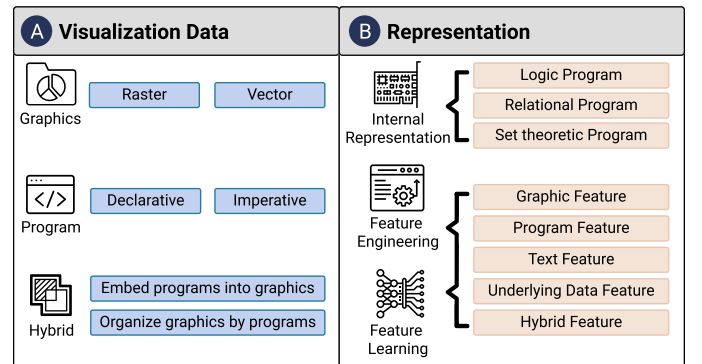 A Visualization Data
Graphics
Raster
Vector
Program
Declarative
Imperative
Hybrid
Embed programs into graphics
Organize graphics by programs
B Representation
Internal
Representation
Logic Program
Relational Program
Set theoretic Program
Feature
Engineering
Feature
Learning
Graphic Feature
Program Feature
Text Feature
Underlying Data Feature
Hybrid Feature